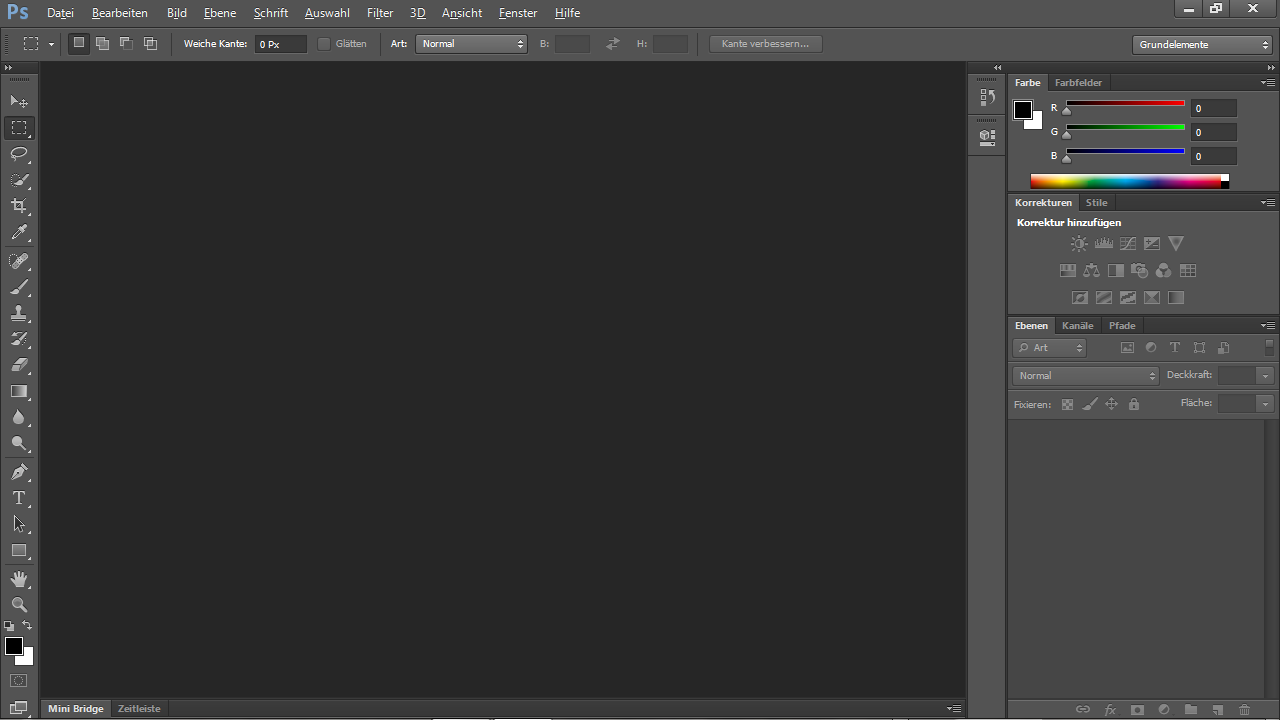 Ps Datei Bearbeiten Bild Ebene Schrift Auswahl Filter 3D Ansicht Fenster Hilfe
Weiche Kante: 0 Px Glätten Art: Normal B: H: Kante verbessern... Grundelemente
Farbe Farbfelder
R 0
G 0
B 0
Korrekturen Stile
Korrektur hinzufügen
Ebenen Kanäle Pfade
Art T
Normal Deckkraft:
Fixieren: Fläche:
T
Mini Bridge Zeitleiste fx